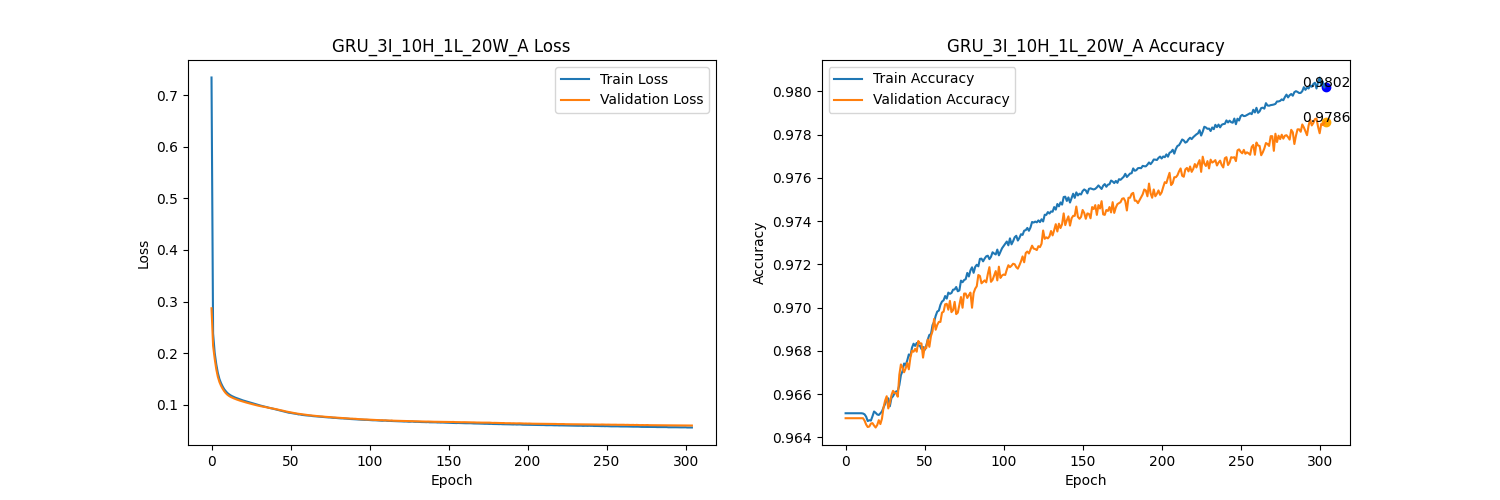 GRU_3I_10H_1L_20W_A Loss
Train Loss
Validation Loss
0.7
0.6
0.5
0.4
0.3
0.2
0.1
Loss
0 50 100 150 200 250 300
Epoch
GRU_3I_10H_1L_20W_A Accuracy
Train Accuracy
Validation Accuracy
0.9802
0.9786
0.980
0.978
0.976
0.974
0.972
0.970
0.968
0.966
0.964
Accuracy
0 50 100 150 200 250 300
Epoch